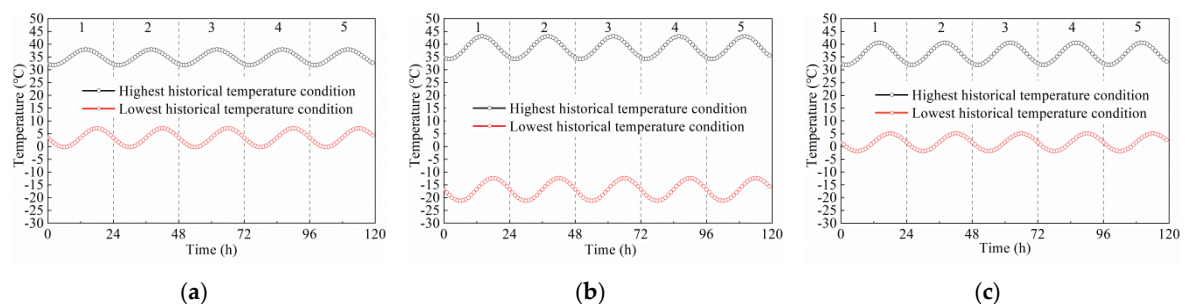 50
45
40
35
30
25
20
15
10
5
0
-5
-10
-15
-20
-25
-30
Temperature (℃)
1 2 3 4 5
Highest historical temperature condition
Lowest historical temperature condition
0 24 48 72 96 120
Time (h)
(a)
50
45
40
35
30
25
20
15
10
5
0
-5
-10
-15
-20
-25
-30
Temperature (℃)
1 2 3 4 5
Highest historical temperature condition
Lowest historical temperature condition
0 24 48 72 96 120
Time (h)
(b)
50
45
40
35
30
25
20
15
10
5
0
-5
-10
-15
-20
-25
-30
Temperature (℃)
1 2 3 4 5
Highest historical temperature condition
Lowest historical temperature condition
0 24 48 72 96 120
Time (h)
(c)